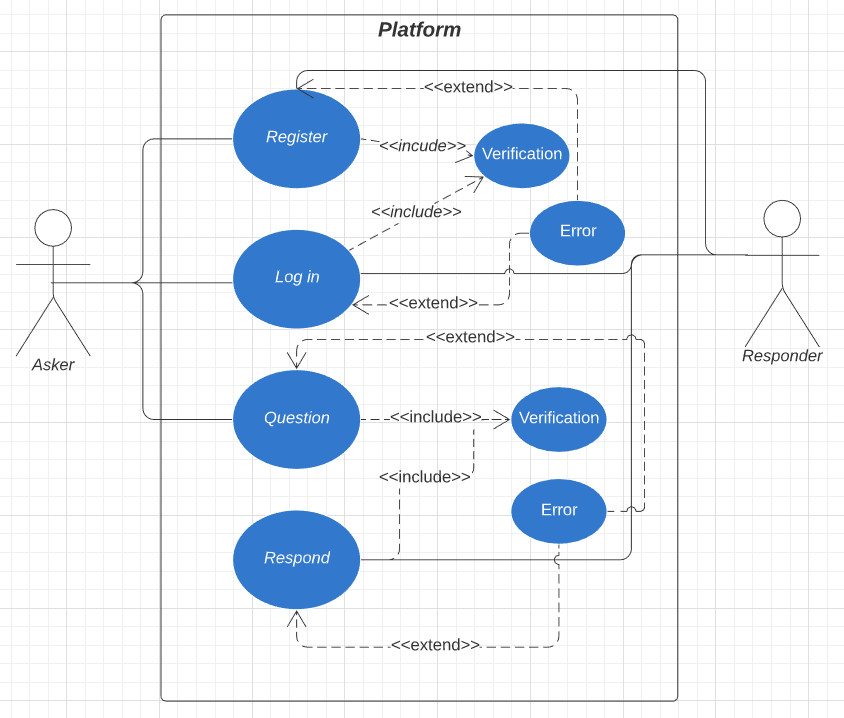 Platform
<<extend>>
Register
<<incude>>
Verification
<<include>>
Error
Log in
<<extend>>
<<extend>>
Asker
Responder
Question
<<include>>
Verification
<<include>>
Error
Respond
<<extend>>